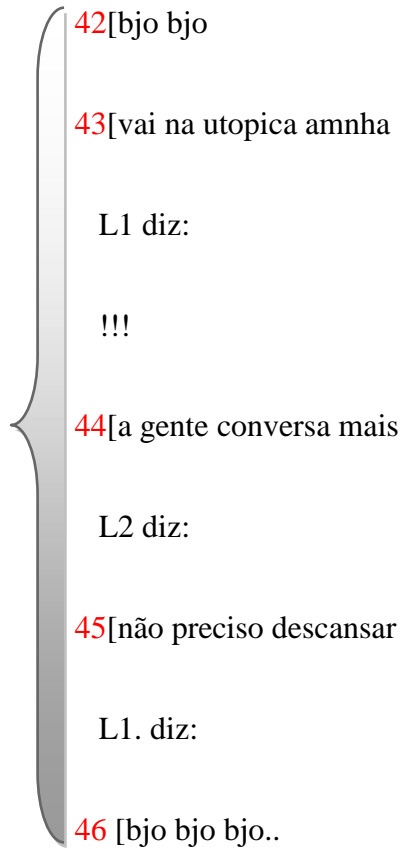 42[bjo bjo
43[vai na utopica amnha
L1 diz:
!!!
44[a gente conversa mais
L2 diz:
45[não preciso descansar
L1. diz:
46 [bjo bjo bjo..